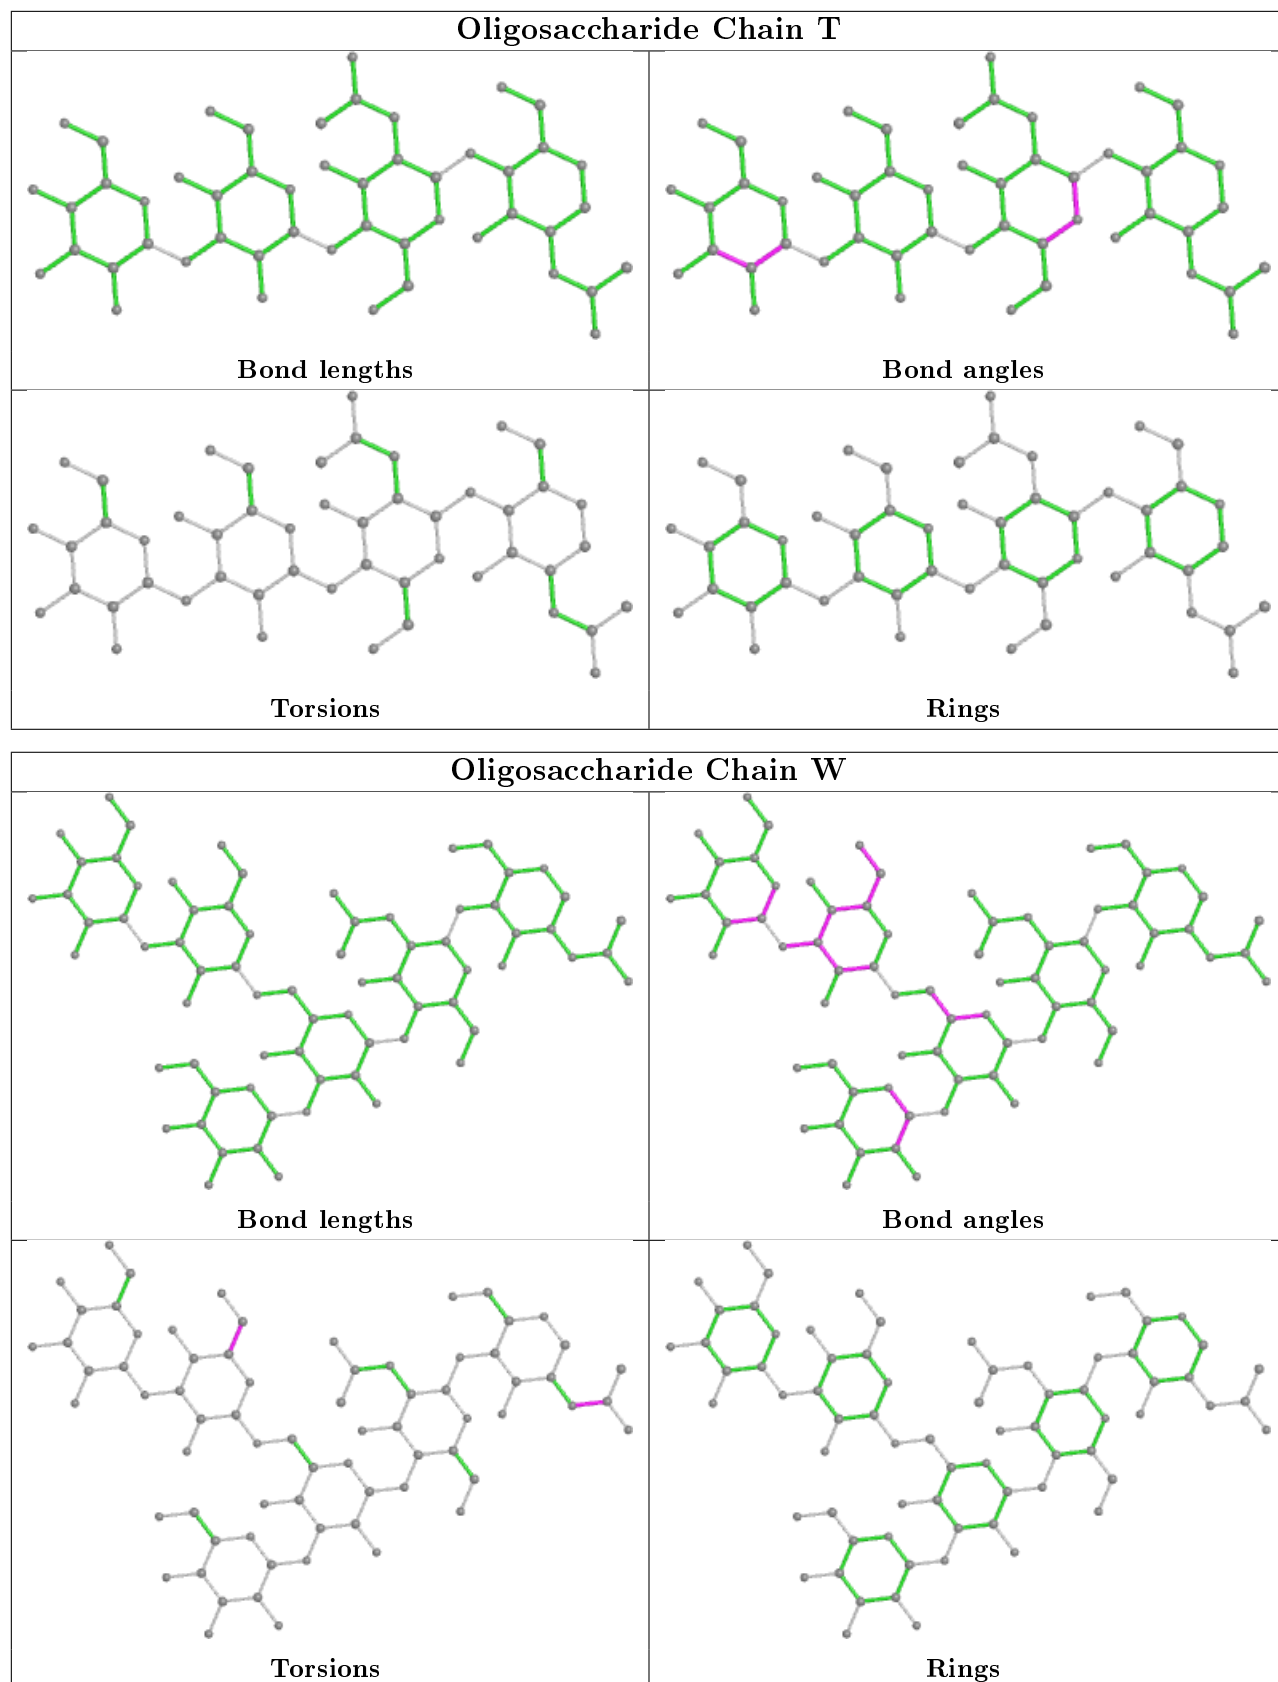 Oligosaccharide Chain T
Bond lengths
Bond angles
Torsions
Rings
Oligosaccharide Chain W
Bond lengths
Bond angles
Torsions
Rings